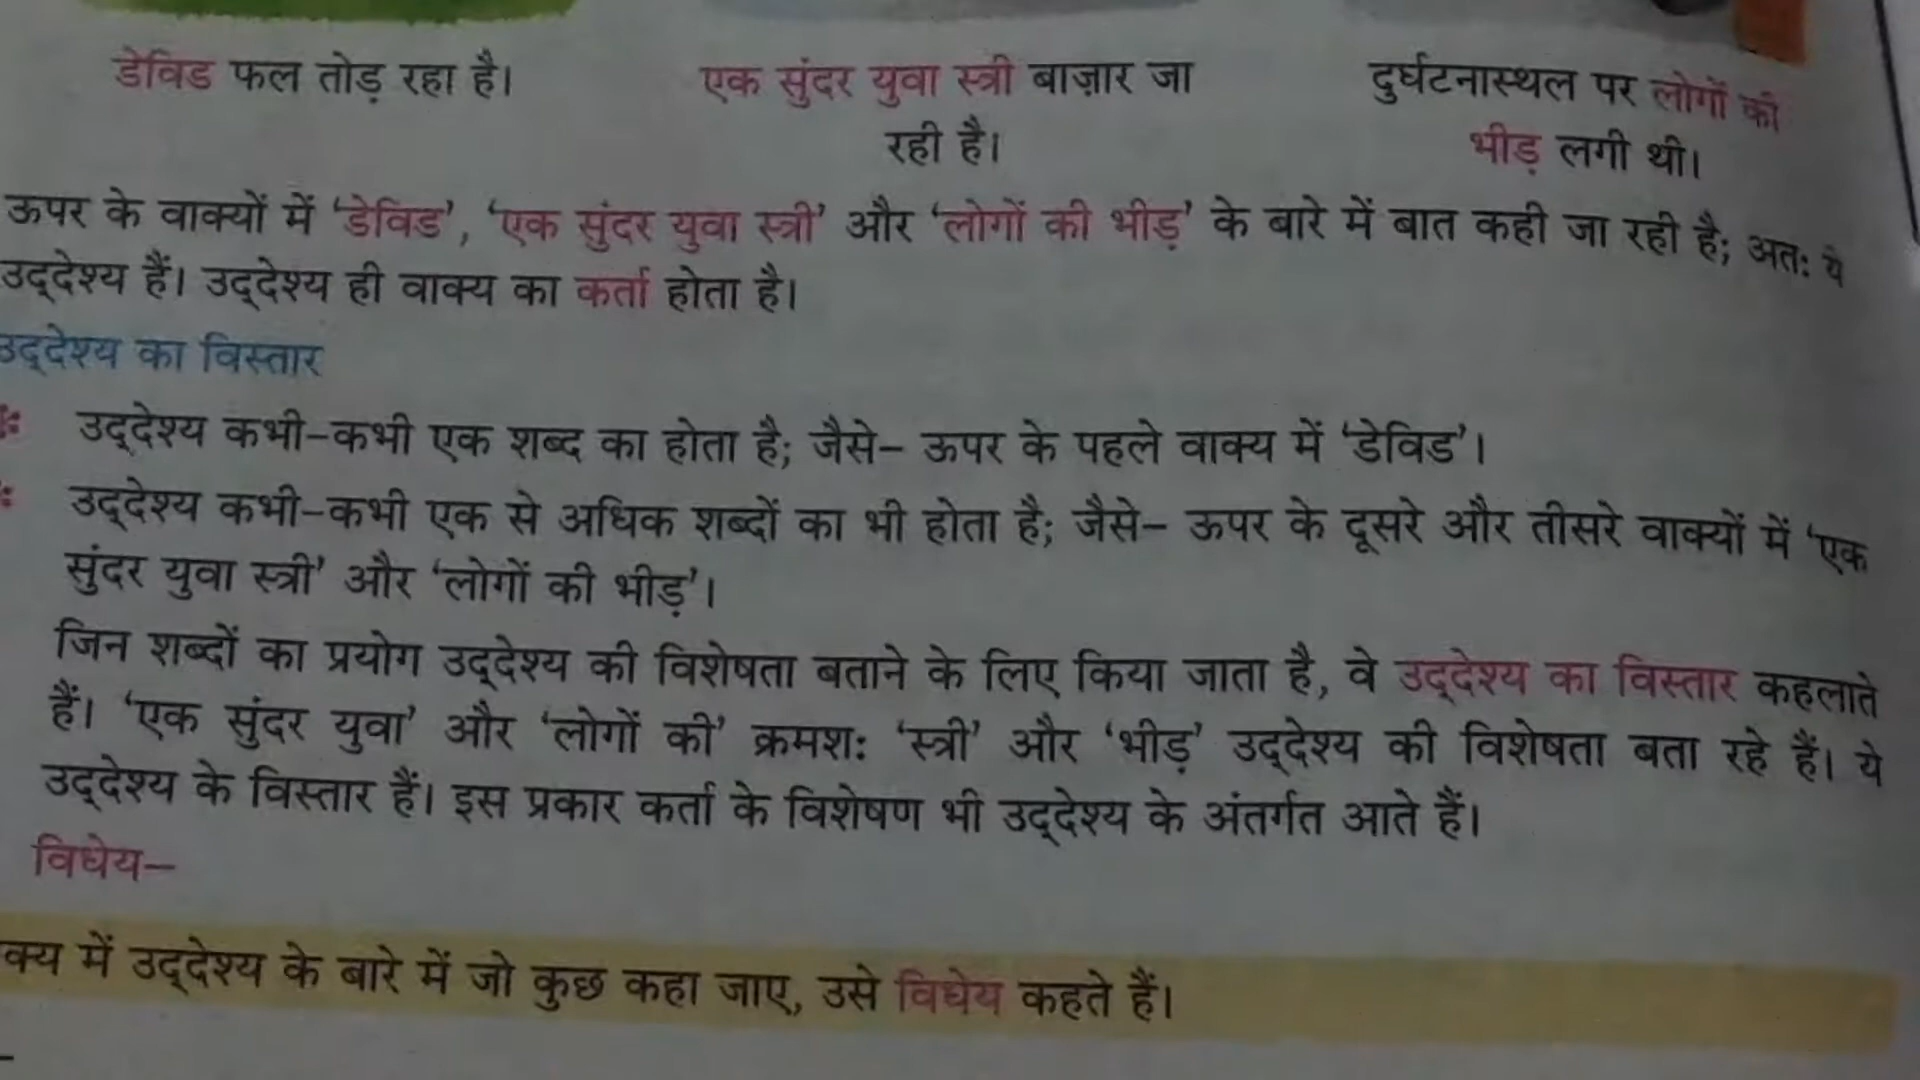 डेविड फल तोड़ रहा है।
एक सुंदर युवा स्त्री बाज़ार जा
रही है।
दुर्घटनास्थल पर लोगों की
भीड़ लगी थी।
ऊपर के वाक्यों में ‘डेविड’, ‘एक सुंदर युवा स्त्री’ और ‘लोगों की भीड़’ के बारे में बात कही जा रही है; अतः ये
उद्देश्य हैं। उद्देश्य ही वाक्य का कर्ता होता है।
उद्देश्य का विस्तार
उद्देश्य कभी-कभी एक शब्द का होता है; जैसे– ऊपर के पहले वाक्य में ‘डेविड’।
उद्देश्य कभी-कभी एक से अधिक शब्दों का भी होता है; जैसे– ऊपर के दूसरे और तीसरे वाक्यों में ‘एक
सुंदर युवा स्त्री’ और ‘लोगों की भीड़’।
जिन शब्दों का प्रयोग उद्देश्य की विशेषता बताने के लिए किया जाता है, वे उद्देश्य का विस्तार कहलाते
हैं। ‘एक सुंदर युवा’ और ‘लोगों की’ क्रमशः ‘स्त्री’ और ‘भीड़’ उद्देश्य की विशेषता बता रहे हैं। ये
उद्देश्य के विस्तार हैं। इस प्रकार कर्ता के विशेषण भी उद्देश्य के अंतर्गत आते हैं।
विधेय–
क्य में उद्देश्य के बारे में जो कुछ कहा जाए, उसे विधेय कहते हैं।